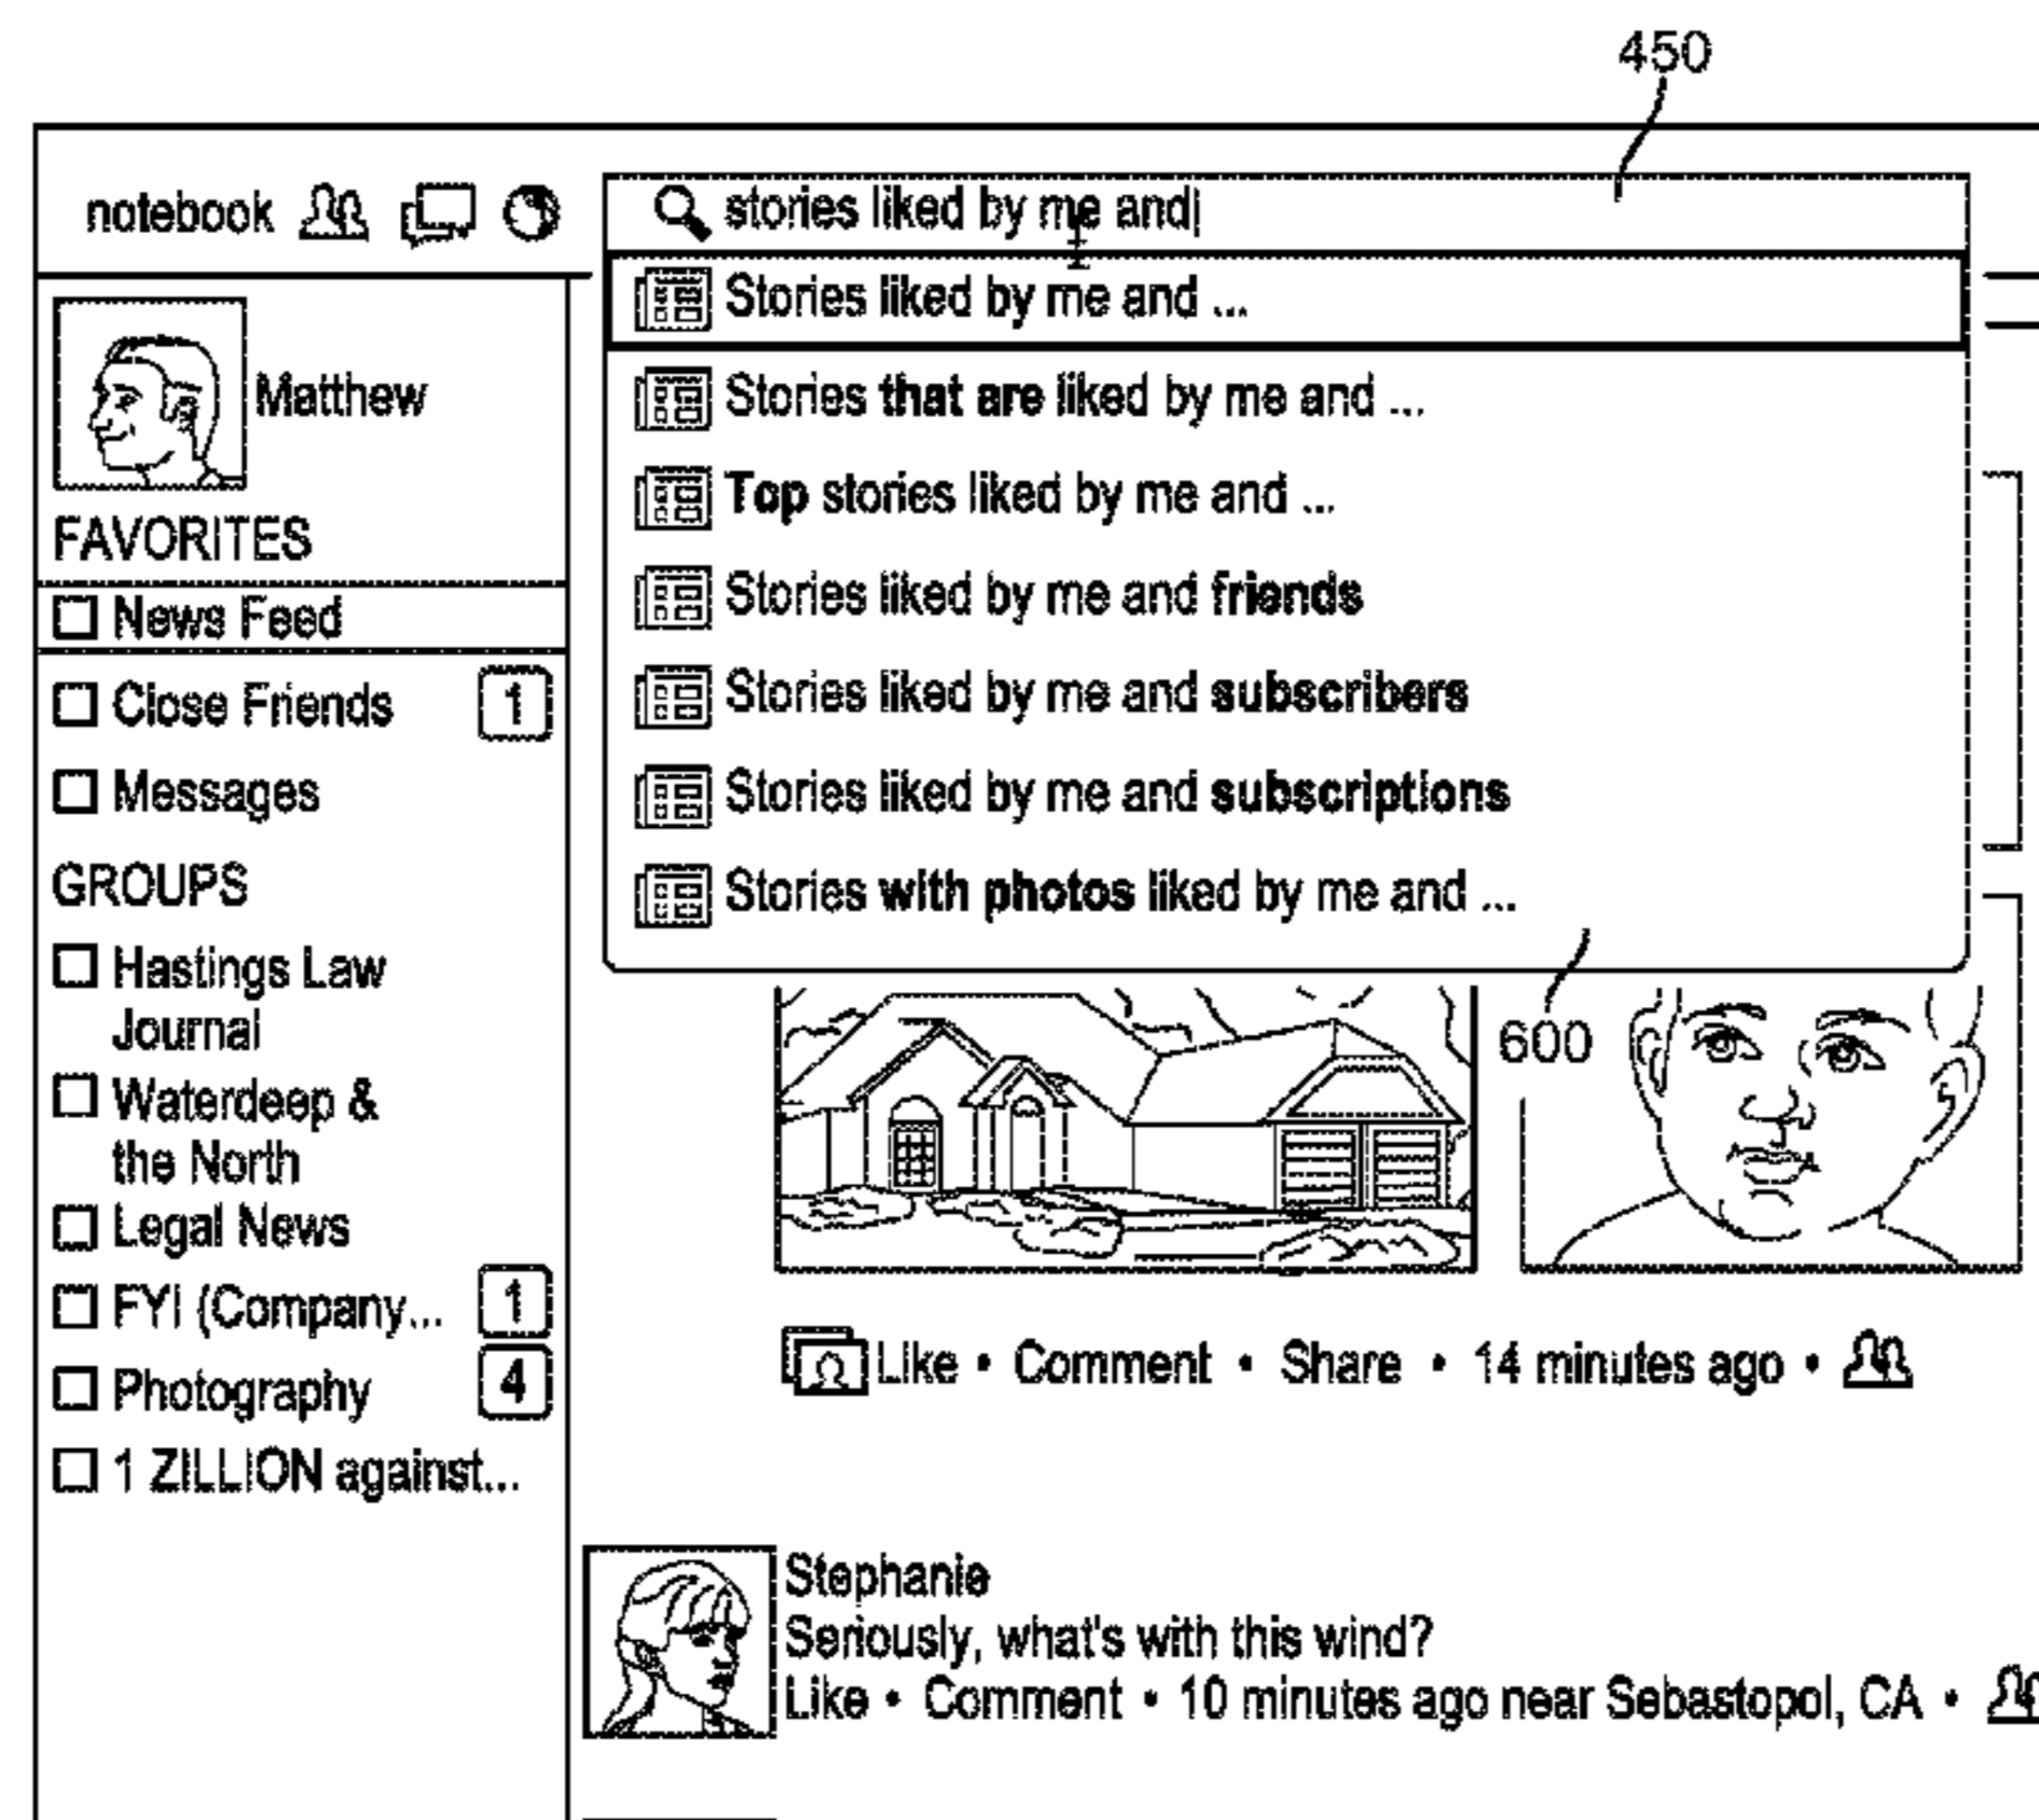 450
notebook
stories liked by me and
Stories liked by me and ...
Stories that are liked by me and ...
Top stories liked by me and ...
Stories liked by me and friends
Stories liked by me and subscribers
Stories liked by me and subscriptions
Stories with photos liked by me and ...
600
Matthew
FAVORITES
News Feed
Close Friends 1
Messages
GROUPS
Hastings Law
Journal
Waterdeep &
the North
Legal News
FYI (Company... 1
Photography 4
1 ZILLION against...
Like • Comment • Share • 14 minutes ago •
Stephanie
Seriously, what's with this wind?
Like • Comment • 10 minutes ago near Sebastopol, CA •